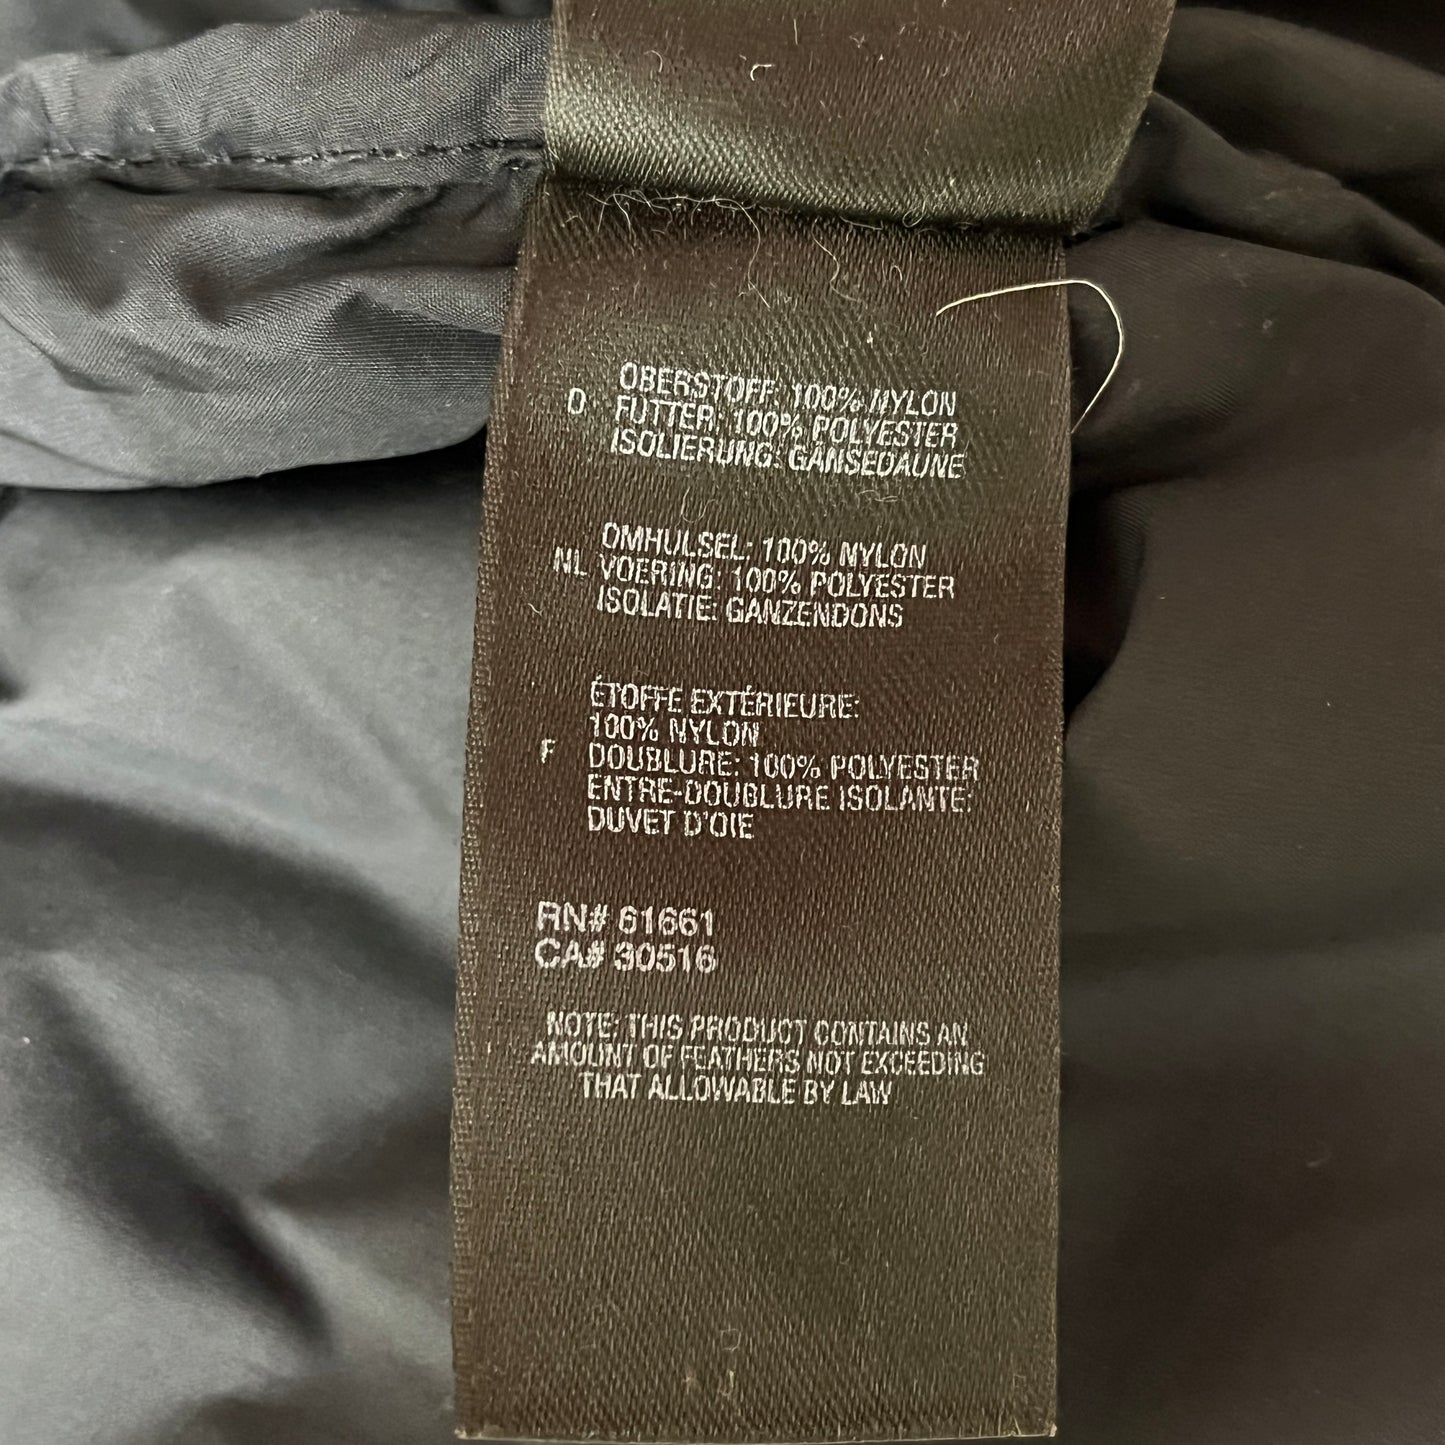 D
OBERSTOFF: 100% NYLON
FUTTER: 100% POLYESTER
ISOLIERUNG: GÄNSEDAUNE
NL
OMHULSEL: 100% NYLON
VOERING: 100% POLYESTER
ISOLATIE: GANZENDONS
F
ÉTOFFE EXTÉRIEURE:
100% NYLON
DOUBLURE: 100% POLYESTER
ENTRE-DOUBLURE ISOLANTE:
DUVET D'OIE
RN# 61661
CA# 30516
NOTE: THIS PRODUCT CONTAINS AN
AMOUNT OF FEATHERS NOT EXCEEDING
THAT ALLOWABLE BY LAW